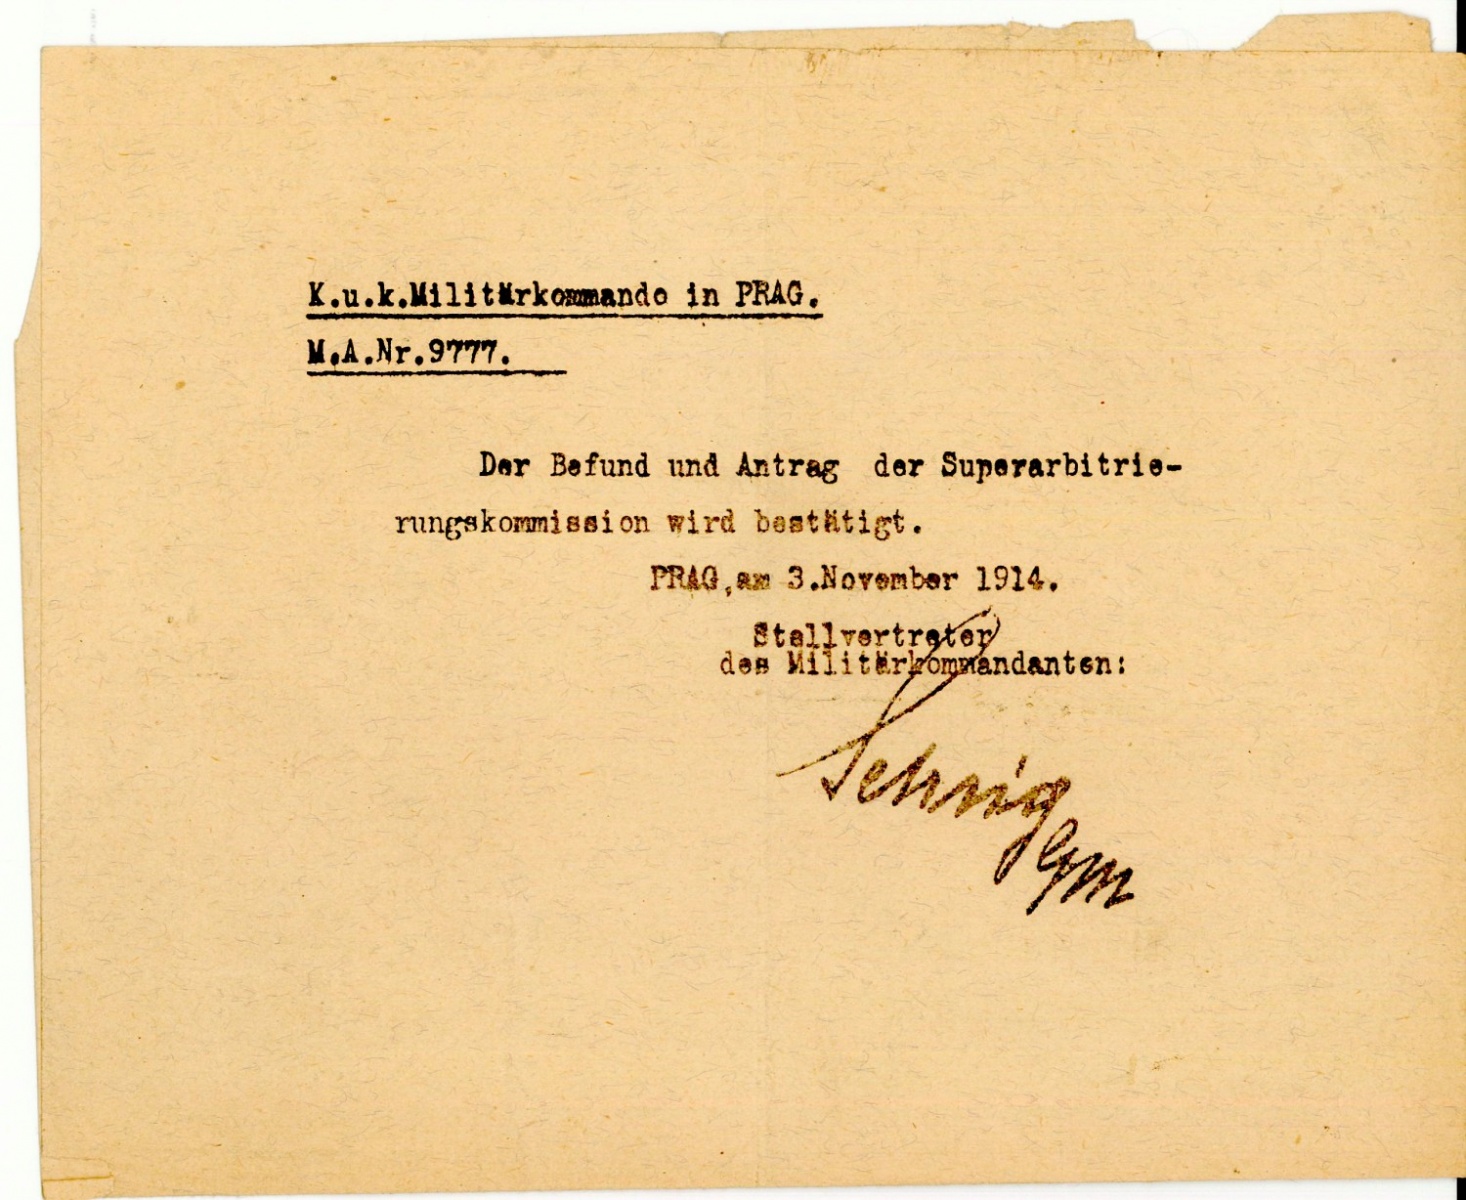 K.u.k.Militärkommando in PRAG.
M.A.Nr.9777.
Der Befund und Antrag der Superarbitrie-
rungskommission wird bestätigt.
PRAG,am 3.November 1914.
Stellvertreter
des Militärkommandanten:
GM